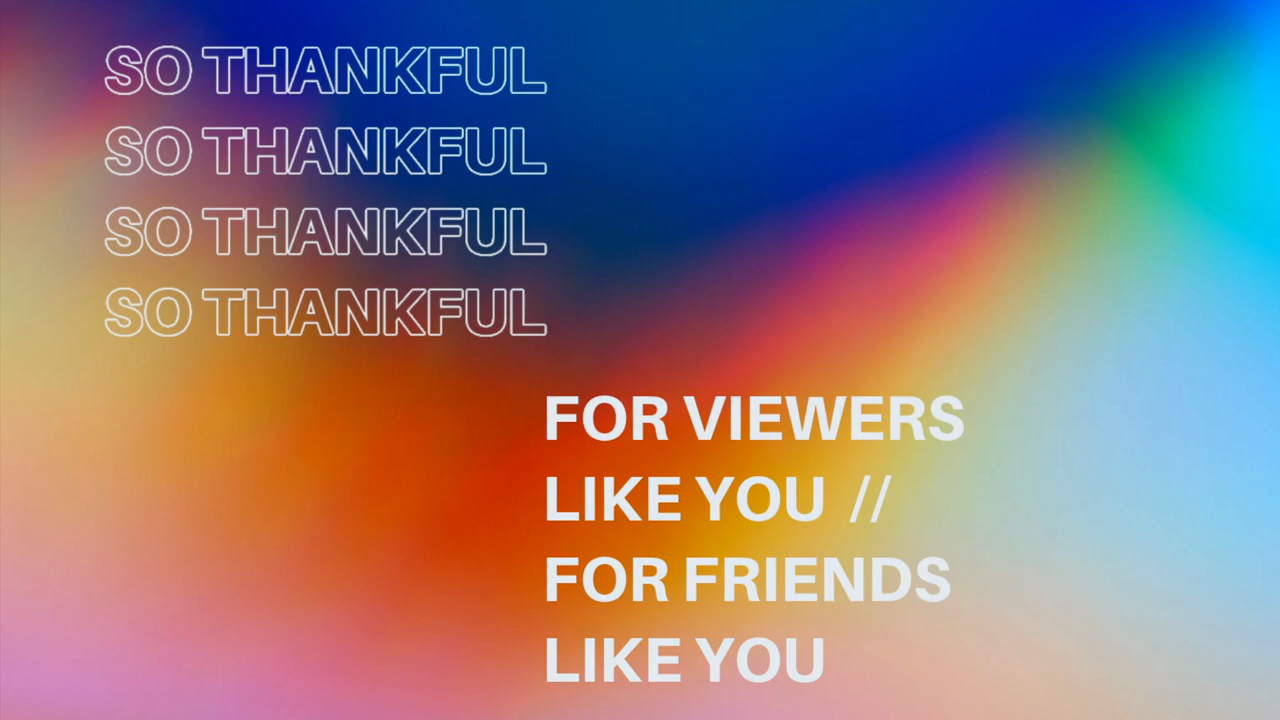 SO THANKFUL
SO THANKFUL
SO THANKFUL
SO THANKFUL
FOR VIEWERS
LIKE YOU //
FOR FRIENDS
LIKE YOU